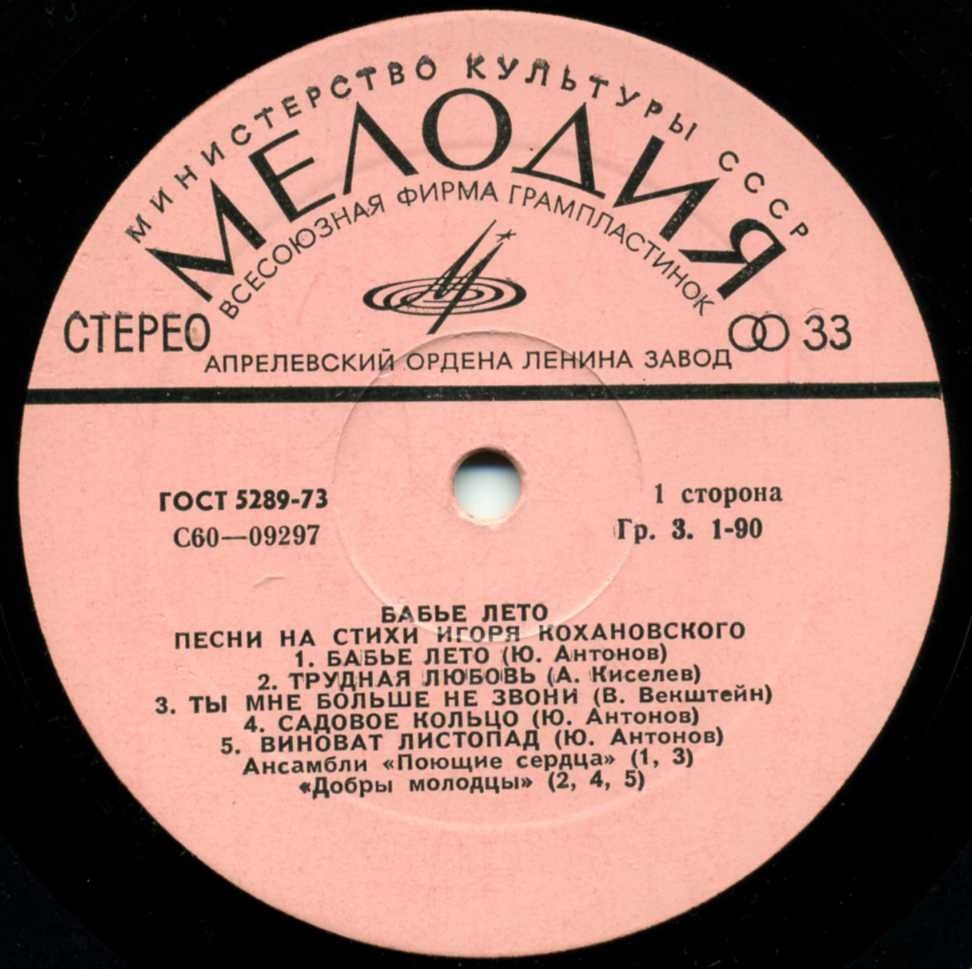 МИНИСТЕРСТВО КУЛЬТУРЫ СССР
МЕЛОДИЯ
ВСЕСОЮЗНАЯ ФИРМА ГРАМПЛАСТИНОК
СТЕРЕО
33
АПРЕЛЕВСКИЙ ОРДЕНА ЛЕНИНА ЗАВОД
ГОСТ 5289-73
С60—09297
1 сторона
Гр. 3. 1-90
БАБЬЕ ЛЕТО
ПЕСНИ НА СТИХИ ИГОРЯ КОХАНОВСКОГО
1. БАБЬЕ ЛЕТО (Ю. Антонов)
2. ТРУДНАЯ ЛЮБОВЬ (А. Киселев)
3. ТЫ МНЕ БОЛЬШЕ НЕ ЗВОНИ (В. Векштейн)
4. САДОВОЕ КОЛЬЦО (Ю. Антонов)
5. ВИНОВАТ ЛИСТОПАД (Ю. Антонов)
Ансамбли «Поющие сердца» (1, 3)
«Добры молодцы» (2, 4, 5)